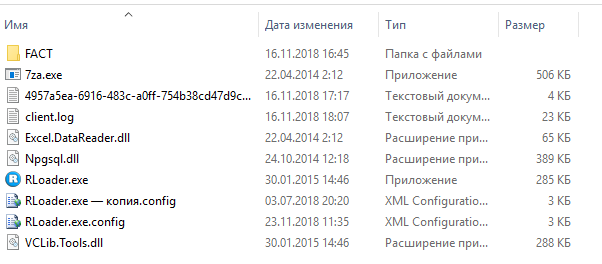 Имя Дата изменения Тип Размер
FACT 16.11.2018 16:45 Папка с файлами
7za.exe 22.04.2014 2:12 Приложение 506 КБ
4957a5ea-6916-483c-a0ff-754b38cd47d9c... 16.11.2018 17:17 Текстовый докум... 4 КБ
client.log 16.11.2018 18:07 Текстовый докум... 23 КБ
Excel.DataReader.dll 22.04.2014 2:12 Расширение при... 65 КБ
Npgsql.dll 24.10.2014 12:18 Расширение при... 389 КБ
RLoader.exe 30.01.2015 14:46 Приложение 285 КБ
RLoader.exe — копия.config 03.07.2018 20:20 XML Configuratio... 3 КБ
RLoader.exe.config 23.11.2018 11:35 XML Configuratio... 3 КБ
VCLib.Tools.dll 30.01.2015 14:46 Расширение при... 288 КБ